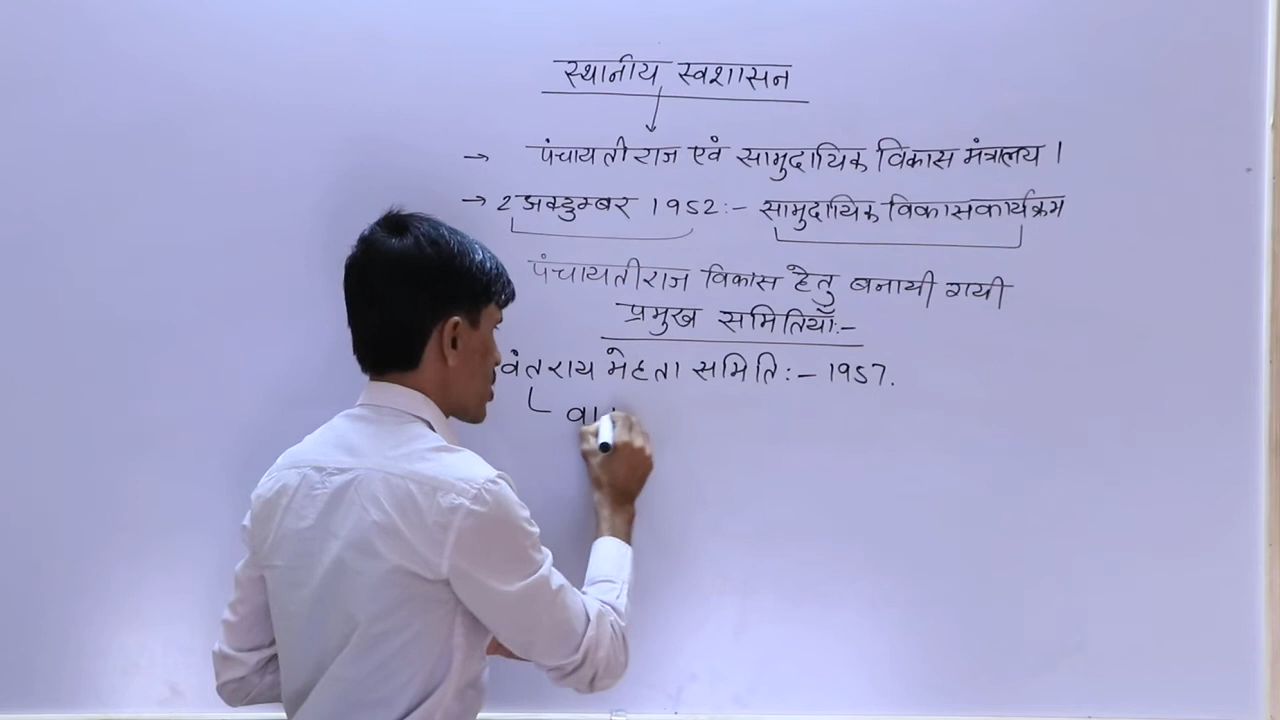 स्थानीय स्वशासन
→ पंचायतीराज एवं सामुदायिक विकास मंत्रालय।
→ 2 अक्टुम्बर 1952:- सामुदायिक विकासकार्यक्रम
पंचायतीराज विकास हेतु बनायी गयी
प्रमुख समितियाँ:-
वंतराय मेहता समिति:- 1957.